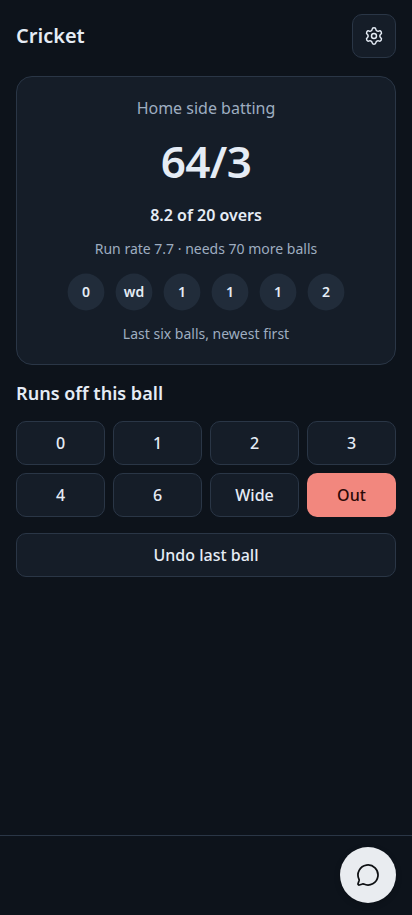 Cricket
Home side batting
64/3
8.2 of 20 overs
Run rate 7.7 · needs 70 more balls
0 wd 1 1 1 2
Last six balls, newest first
Runs off this ball
0 1 2 3
4 6 Wide Out
Undo last ball